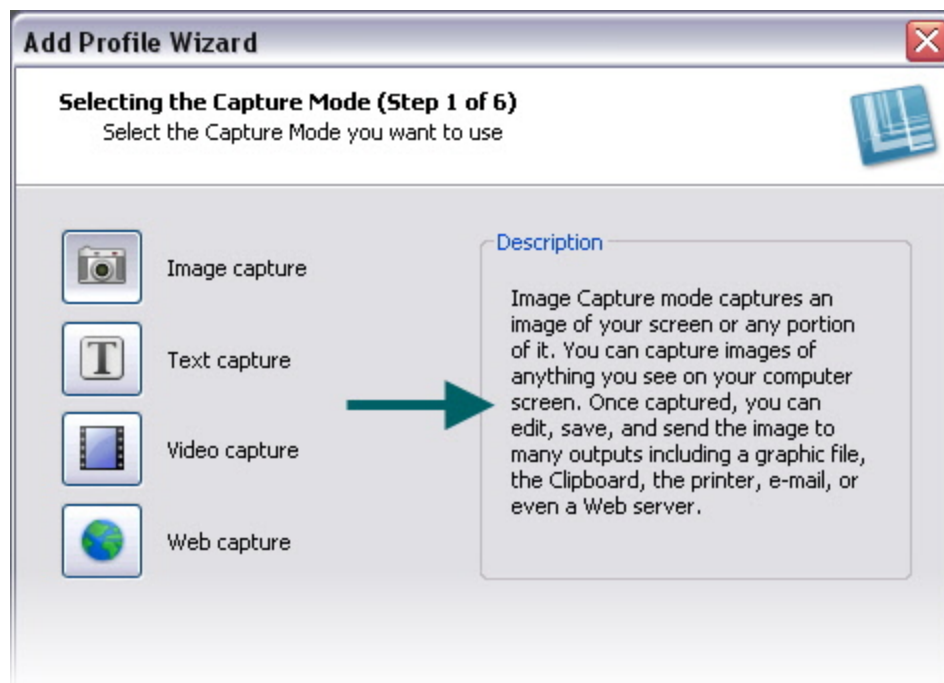 Add Profile Wizard
Selecting the Capture Mode (Step 1 of 6)
Select the Capture Mode you want to use
Image capture
Text capture
Video capture
Web capture
Description
Image Capture mode captures an
image of your screen or any portion
of it. You can capture images of
anything you see on your computer
screen. Once captured, you can
edit, save, and send the image to
many outputs including a graphic file,
the Clipboard, the printer, e-mail, or
even a Web server.